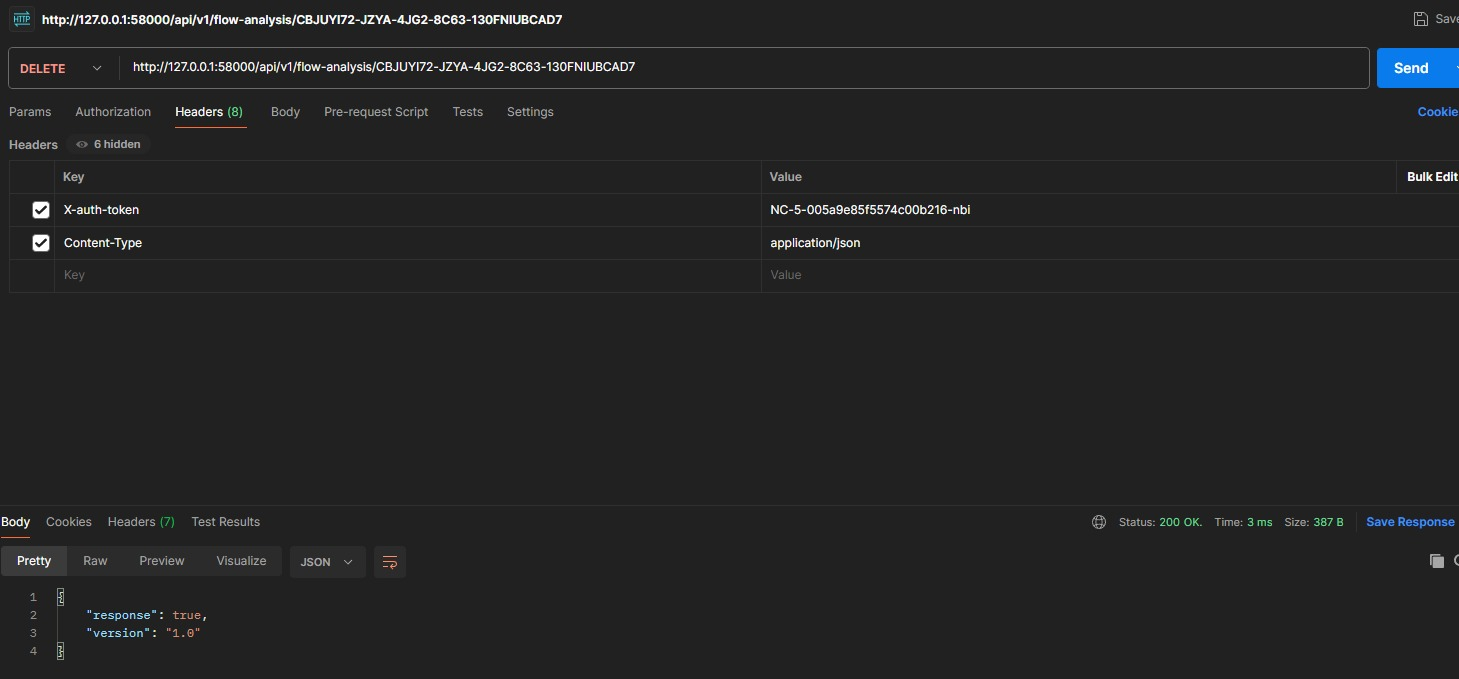 HTTP http://127.0.0.1:58000/api/v1/flow-analysis/CBJUYI72-JZYA-4JG2-8C63-130FNIUBCAD7 Save
DELETE http://127.0.0.1:58000/api/v1/flow-analysis/CBJUYI72-JZYA-4JG2-8C63-130FNIUBCAD7 Send
Params Authorization Headers (8) Body Pre-request Script Tests Settings Cookie
Headers 6 hidden
Key Value Bulk Edit
X-auth-token NC-5-005a9e85f5574c00b216-nbi
Content-Type application/json
Key Value
Body Cookies Headers (7) Test Results Status: 200 OK. Time: 3 ms Size: 387 B Save Response
Pretty Raw Preview Visualize JSON
1 {
2 "response": true,
3 "version": "1.0"
4 }